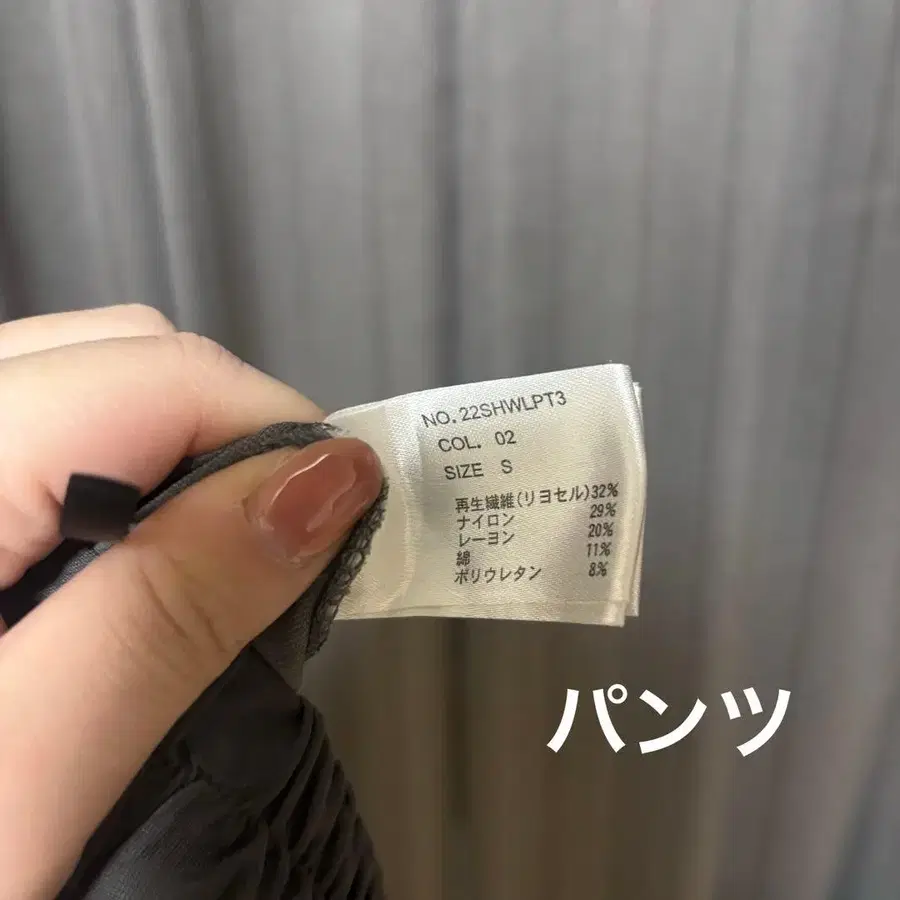 NO. 22SHWLPT3
COL. 02
SIZE S
再生繊維(リヨセル)32%
ナイロン 29%
レーヨン 20%
綿 11%
ポリウレタン 8%
パンツ